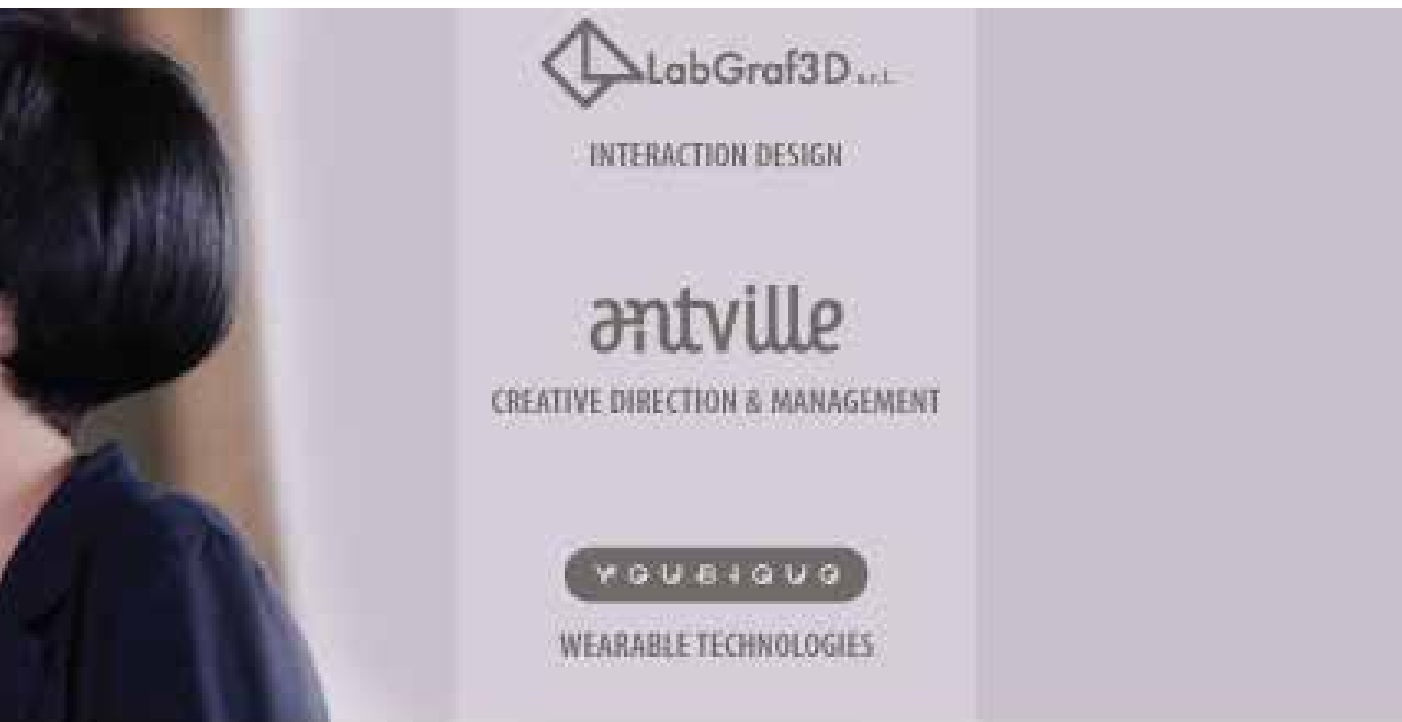 LabGraf3D s.r.l.
INTERACTION DESIGN
antville
CREATIVE DIRECTION & MANAGEMENT
YOUBIQUO
WEARABLE TECHNOLOGIES